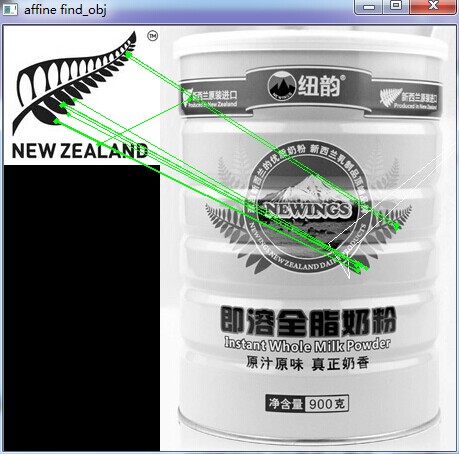 affine find_obj
TM
NEW ZEALAND
纽韵
NEWINGS
新西兰原装进口
Produced in New Zealand
新西兰原装进口
Produced in New Zealand
新西兰的优质奶粉 新西兰乳制品
NEWINGS
NEWINGS NEW ZEALAND DAIRY PRODUCTS
即溶全脂奶粉
Instant Whole Milk Powder
原汁原味 真正奶香
净含量 900克